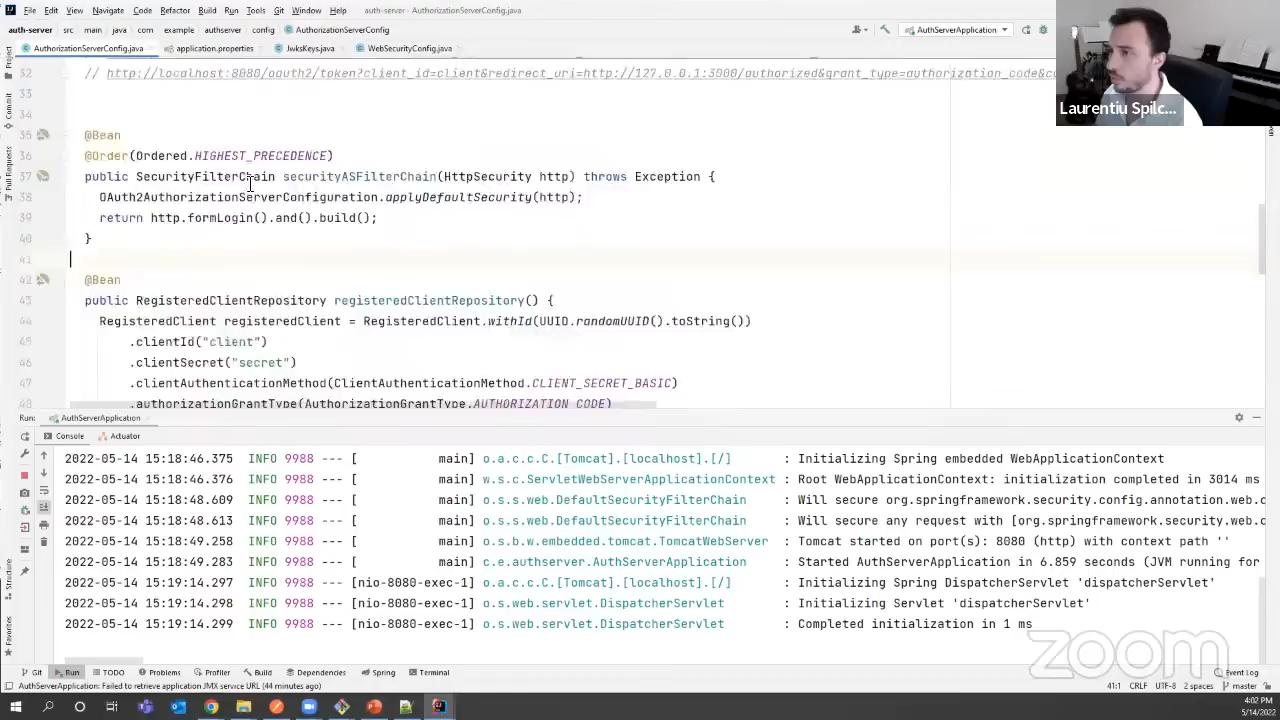 File Edit View Navigate Code Refactor Build Run Tools Git Window Help auth-server - AuthorizationServerConfig.java
auth-server src main java com example authserver config AuthorizationServerConfig AuthServerApplication
AuthorizationServerConfig.java application.properties JwksKeys.java WebSecurityConfig.java
Laurentiu Spilc...
Project
Commit
Pull Requests
32 // http://localhost:8080/oauth2/token?client_id=client&redirect_uri=http://127.0.0.1:3000/authorized&grant_type=authorization_code&co
33
34
35 @Bean
36 @Order(Ordered.HIGHEST_PRECEDENCE)
37 public SecurityFilterChain securityASFilterChain(HttpSecurity http) throws Exception {
38 OAuth2AuthorizationServerConfiguration.applyDefaultSecurity(http);
39 return http.formLogin().and().build();
40 }
41
42 @Bean
43 public RegisteredClientRepository registeredClientRepository() {
44 RegisteredClient registeredClient = RegisteredClient.withId(UUID.randomUUID().toString())
45 .clientId("client")
46 .clientSecret("secret")
47 .clientAuthenticationMethod(ClientAuthenticationMethod.CLIENT_SECRET_BASIC)
48 .authorizationGrantType(AuthorizationGrantType.AUTHORIZATION_CODE)
Run: AuthServerApplication
Console Actuator
2022-05-14 15:18:46.375 INFO 9988 --- [ main] o.a.c.c.C.[Tomcat].[localhost].[/] : Initializing Spring embedded WebApplicationContext
2022-05-14 15:18:46.376 INFO 9988 --- [ main] w.s.c.ServletWebServerApplicationContext : Root WebApplicationContext: initialization completed in 3014 ms
2022-05-14 15:18:48.609 INFO 9988 --- [ main] o.s.s.web.DefaultSecurityFilterChain : Will secure org.springframework.security.config.annotation.web.c
2022-05-14 15:18:48.613 INFO 9988 --- [ main] o.s.s.web.DefaultSecurityFilterChain : Will secure any request with [org.springframework.security.web.c
2022-05-14 15:18:49.258 INFO 9988 --- [ main] o.s.b.w.embedded.tomcat.TomcatWebServer : Tomcat started on port(s): 8080 (http) with context path ''
2022-05-14 15:18:49.283 INFO 9988 --- [ main] c.e.authserver.AuthServerApplication : Started AuthServerApplication in 6.859 seconds (JVM running for
2022-05-14 15:19:14.297 INFO 9988 --- [nio-8080-exec-1] o.a.c.c.C.[Tomcat].[localhost].[/] : Initializing Spring DispatcherServlet 'dispatcherServlet'
2022-05-14 15:19:14.298 INFO 9988 --- [nio-8080-exec-1] o.s.web.servlet.DispatcherServlet : Initializing Servlet 'dispatcherServlet'
2022-05-14 15:19:14.299 INFO 9988 --- [nio-8080-exec-1] o.s.web.servlet.DispatcherServlet : Completed initialization in 1 ms
Structure
Favorites
zoom
Git Run TODO Problems Profiler Build Dependencies Spring Terminal Event Log
AuthServerApplication: Failed to retrieve application JMX service URL (44 minutes ago) 41:1 CRLF UTF-8 2 spaces master
4:02 PM
5/14/2022